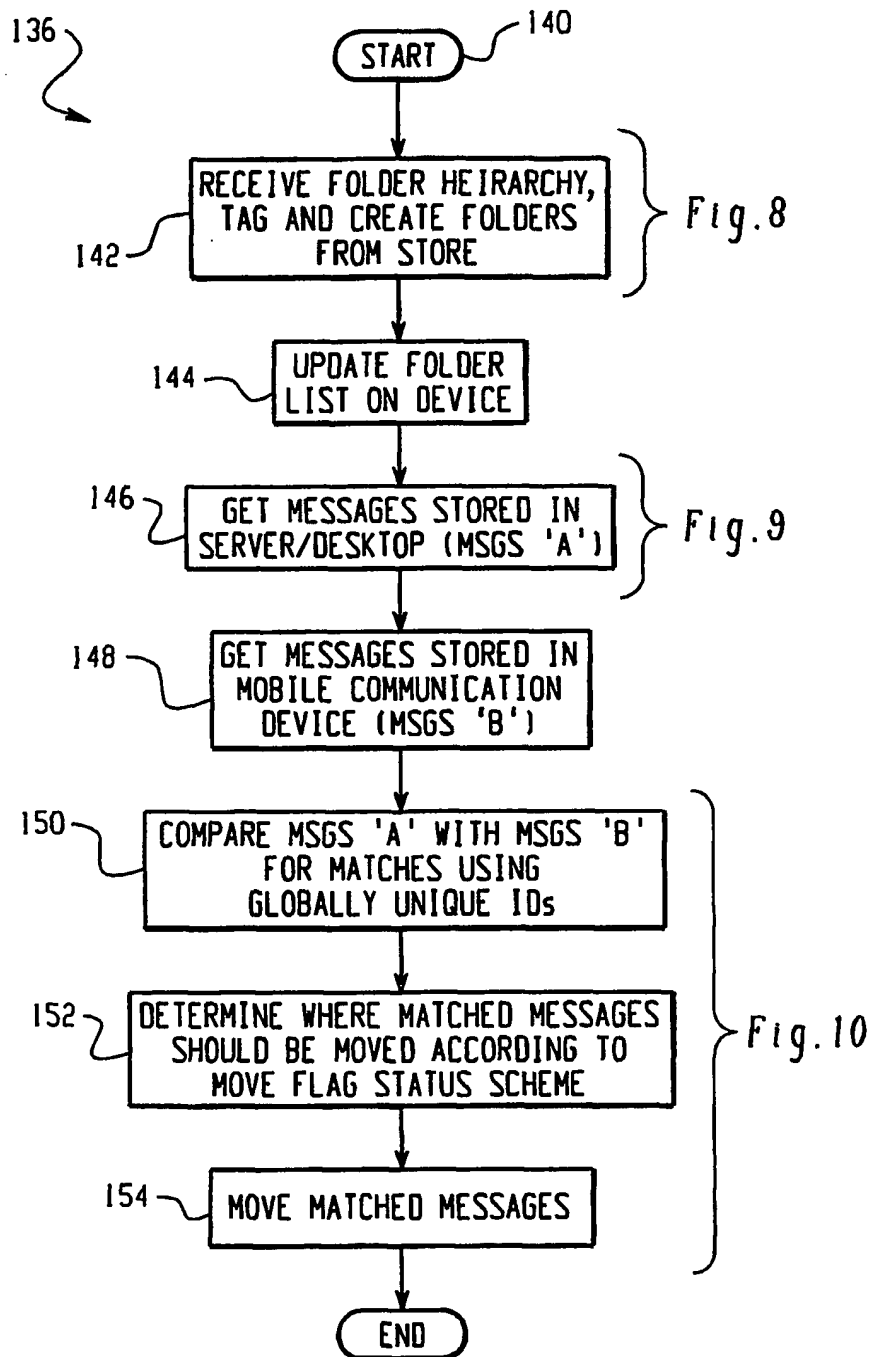 136
START
140
RECEIVE FOLDER HEIRARCHY,
TAG AND CREATE FOLDERS
FROM STORE
142
Fig.8
UPDATE FOLDER
LIST ON DEVICE
144
146
GET MESSAGES STORED IN
SERVER/DESKTOP (MSGS 'A')
Fig.9
148
GET MESSAGES STORED IN
MOBILE COMMUNICATION
DEVICE (MSGS 'B')
150
COMPARE MSGS 'A' WITH MSGS 'B'
FOR MATCHES USING
GLOBALLY UNIQUE IDs
152
DETERMINE WHERE MATCHED MESSAGES
SHOULD BE MOVED ACCORDING TO
MOVE FLAG STATUS SCHEME
Fig.10
154
MOVE MATCHED MESSAGES
END